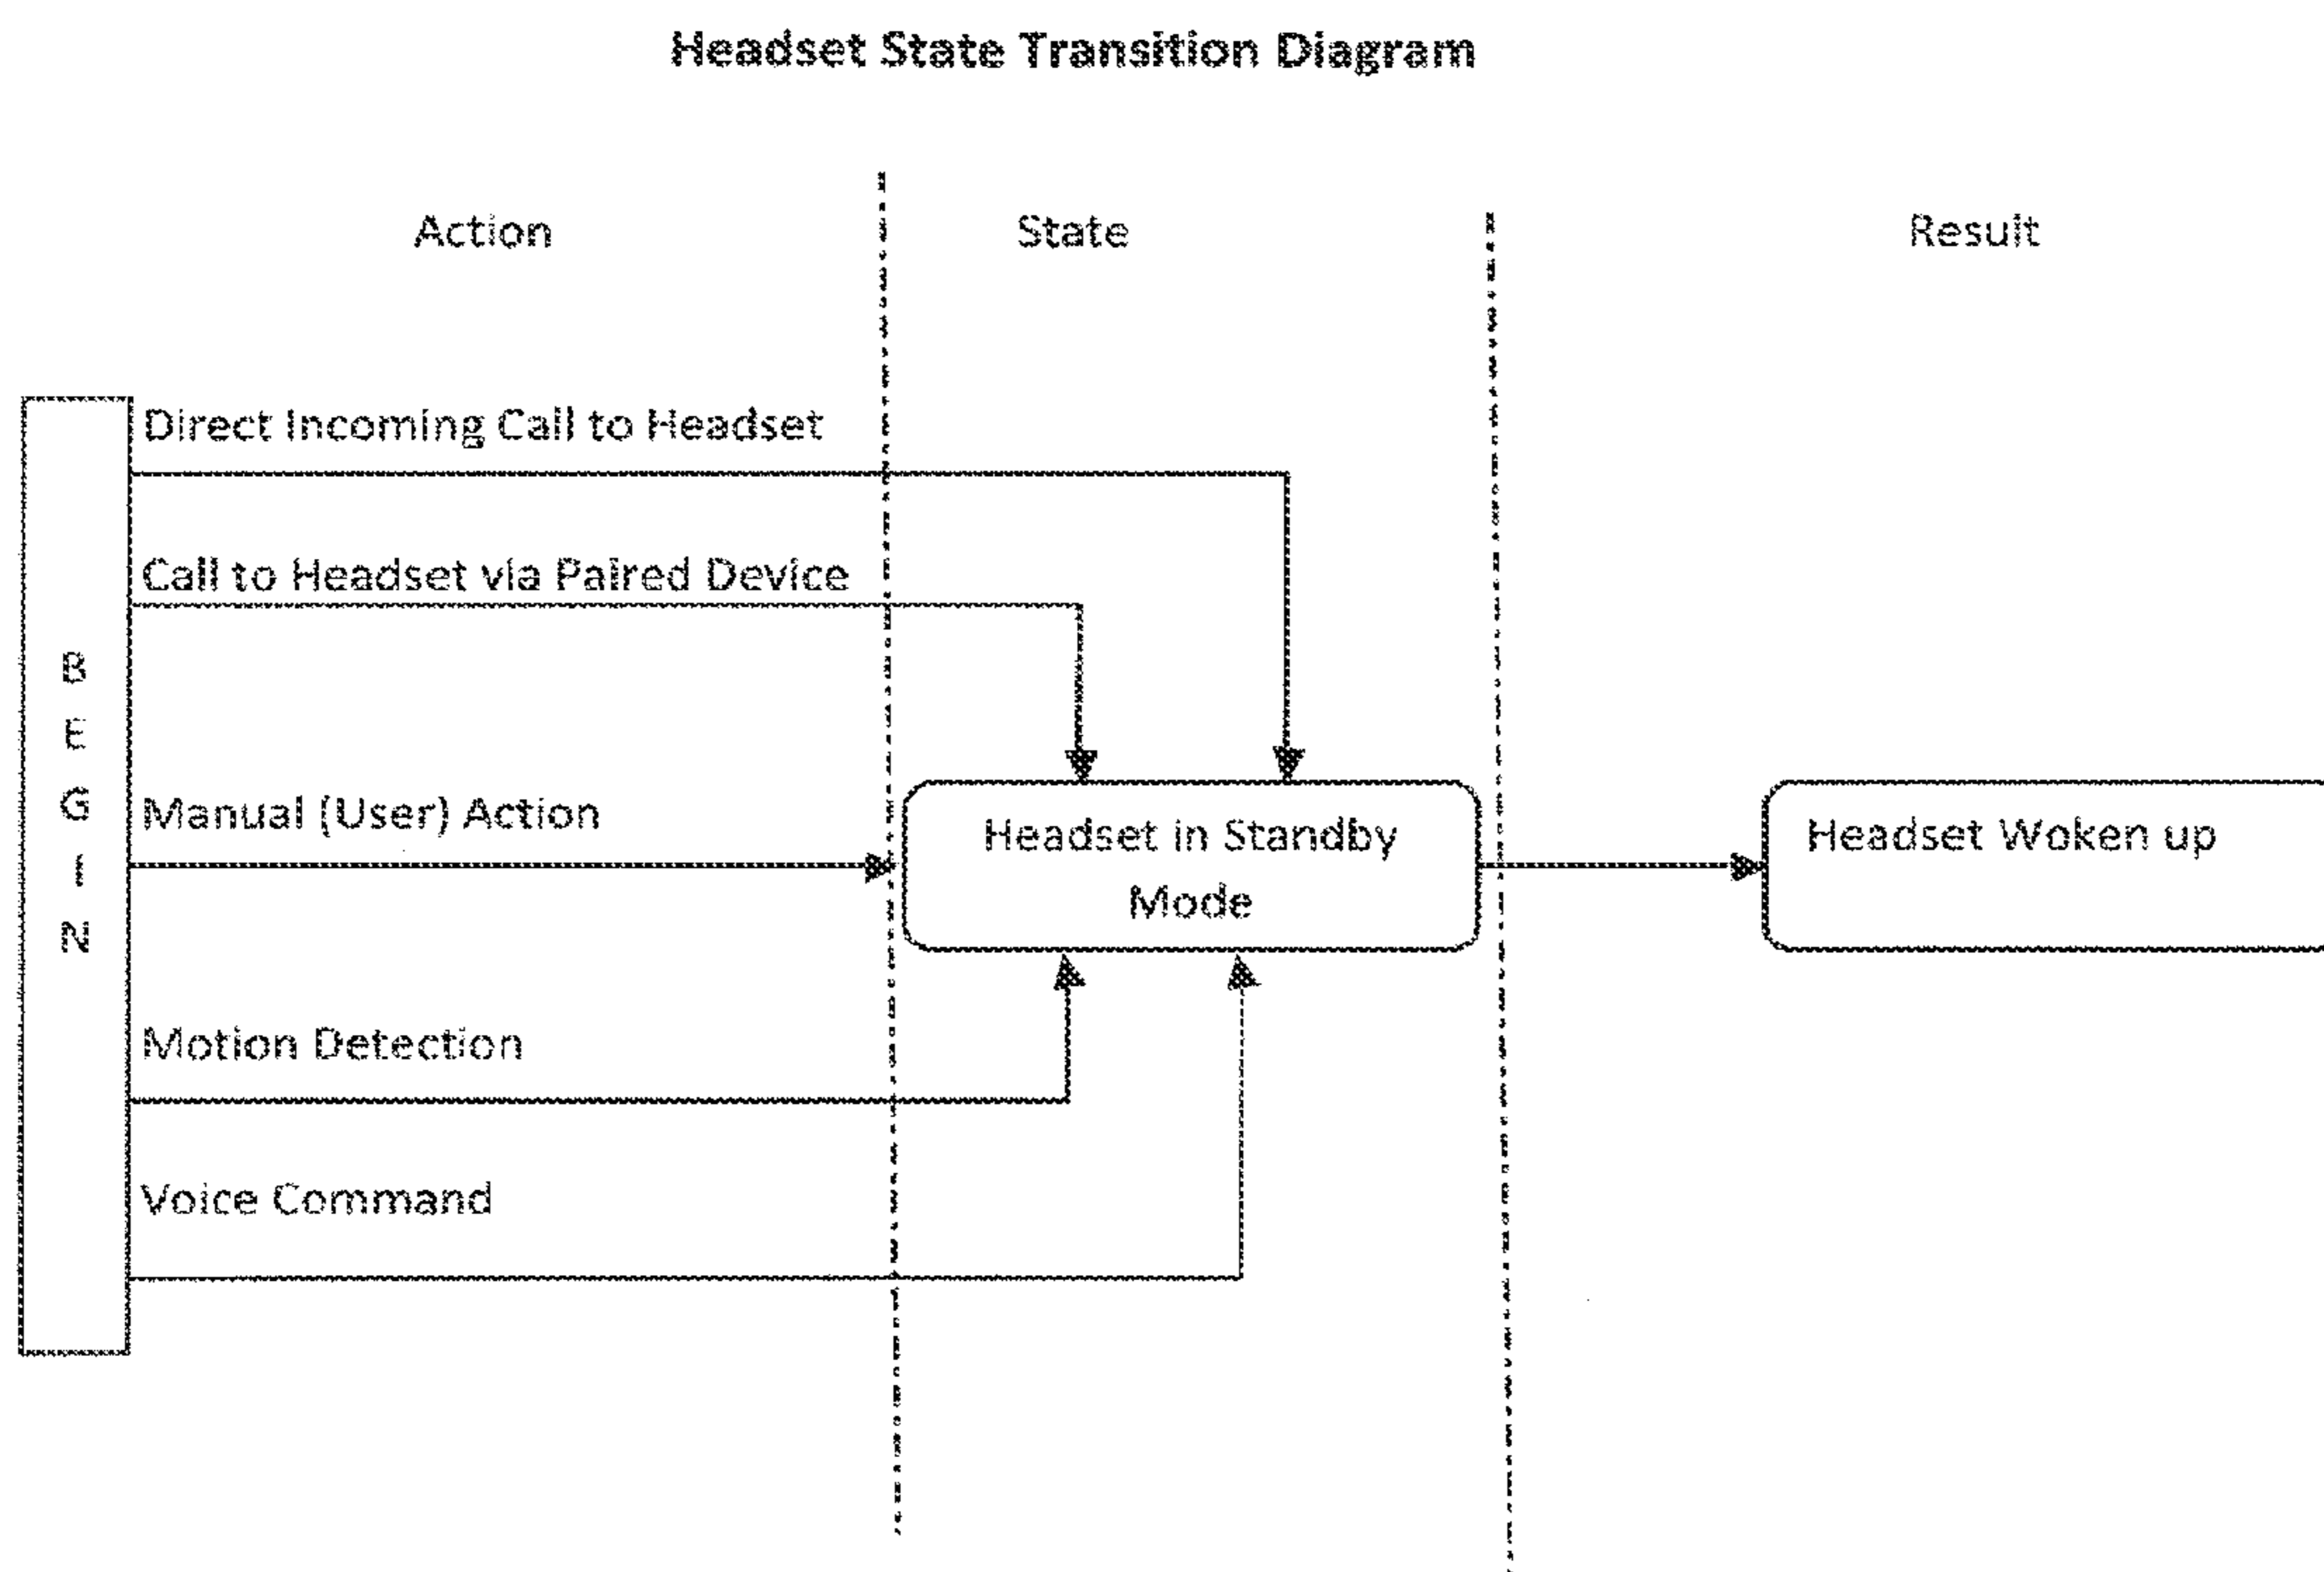 Headset State Transition Diagram
Action
State
Result
Direct Incoming Call to Headset
Call to Headset via Paired Device
B
E
G
I
N
Manual (User) Action
Headset in Standby
Mode
Headset Woken up
Motion Detection
Voice Command